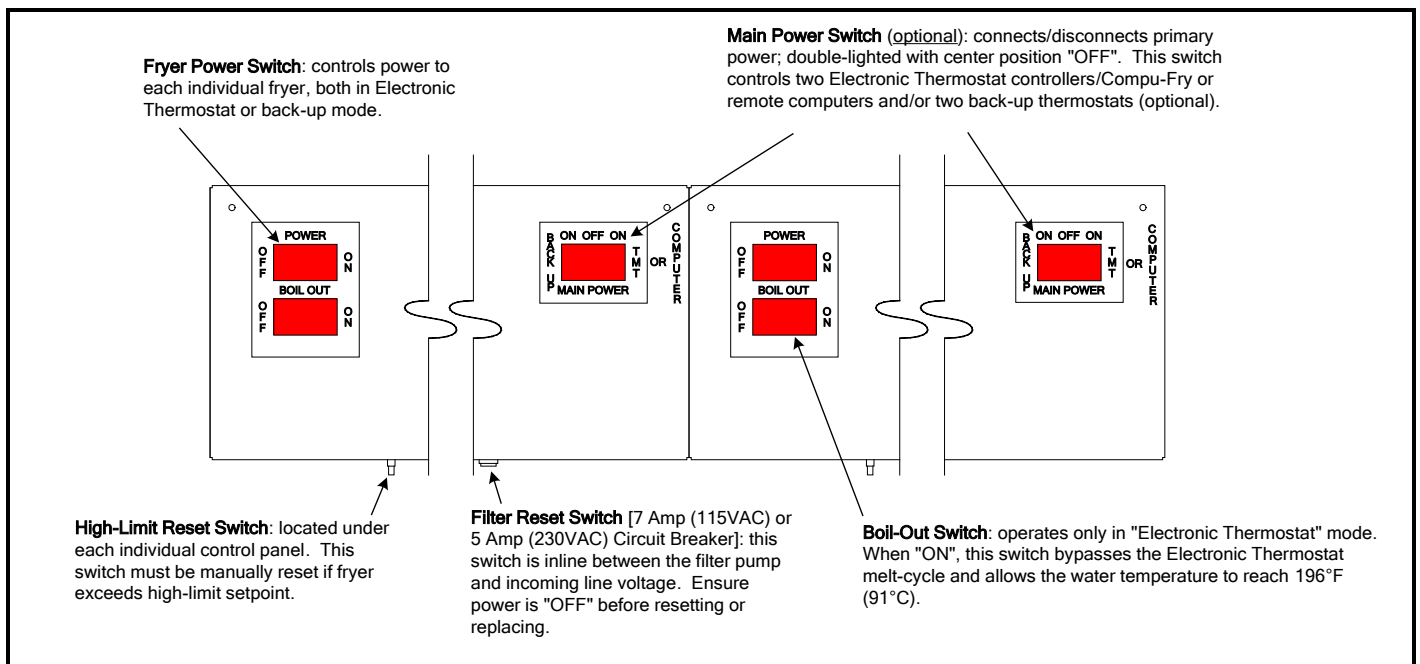 Fryer Power Switch: controls power to
each individual fryer, both in Electronic
Thermostat or back-up mode.
Main Power Switch (optional): connects/disconnects primary
power; double-lighted with center position "OFF".  This switch
controls two Electronic Thermostat controllers/Compu-Fry or
remote computers and/or two back-up thermostats (optional).
POWER
OFF
ON
BOIL OUT
OFF
ON
BACK UP
ON OFF ON
TMT
OR
COMPUTER
MAIN POWER
POWER
OFF
ON
BOIL OUT
OFF
ON
BACK UP
ON OFF ON
TMT
OR
COMPUTER
MAIN POWER
High-Limit Reset Switch: located under
each individual control panel.  This
switch must be manually reset if fryer
exceeds high-limit setpoint.
Filter Reset Switch [7 Amp (115VAC) or
5 Amp (230VAC) Circuit Breaker]: this
switch is inline between the filter pump
and incoming line voltage.  Ensure
power is "OFF" before resetting or
replacing.
Boil-Out Switch: operates only in "Electronic Thermostat" mode.
When "ON", this switch bypasses the Electronic Thermostat
melt-cycle and allows the water temperature to reach 196°F
(91°C).